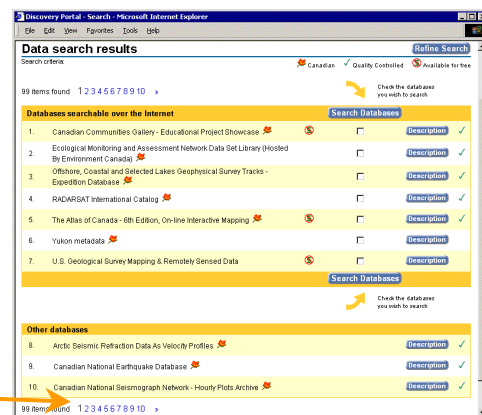 Discovery Portal - Search - Microsoft Internet Explorer
File Edit View Favorites Tools Help
Data search results
Refine Search
Search criteria:
Canadian
Quality Controlled
Available for free
99 items found 1 2 3 4 5 6 7 8 9 10 »
Check the databases
you wish to search
Databases searchable over the Internet
Search Databases
1. Canadian Communities Gallery - Educational Project Showcase
Description
2. Ecological Monitoring and Assessment Network Data Set Library (Hosted
By Environment Canada)
Description
3. Offshore, Coastal and Selected Lakes Geophysical Survey Tracks -
Expedition Database
Description
4. RADARSAT International Catalog
Description
5. The Atlas of Canada - 6th Edition, On-line Interactive Mapping
Description
6. Yukon metadata
Description
7. U.S. Geological Survey Mapping & Remotely Sensed Data
Description
Search Databases
Check the databases
you wish to search
Other databases
8. Arctic Seismic Refraction Data As Velocity Profiles
Description
9. Canadian National Earthquake Database
Description
10. Canadian National Seismograph Network - Hourly Plots Archive
Description
99 items found 1 2 3 4 5 6 7 8 9 10 »